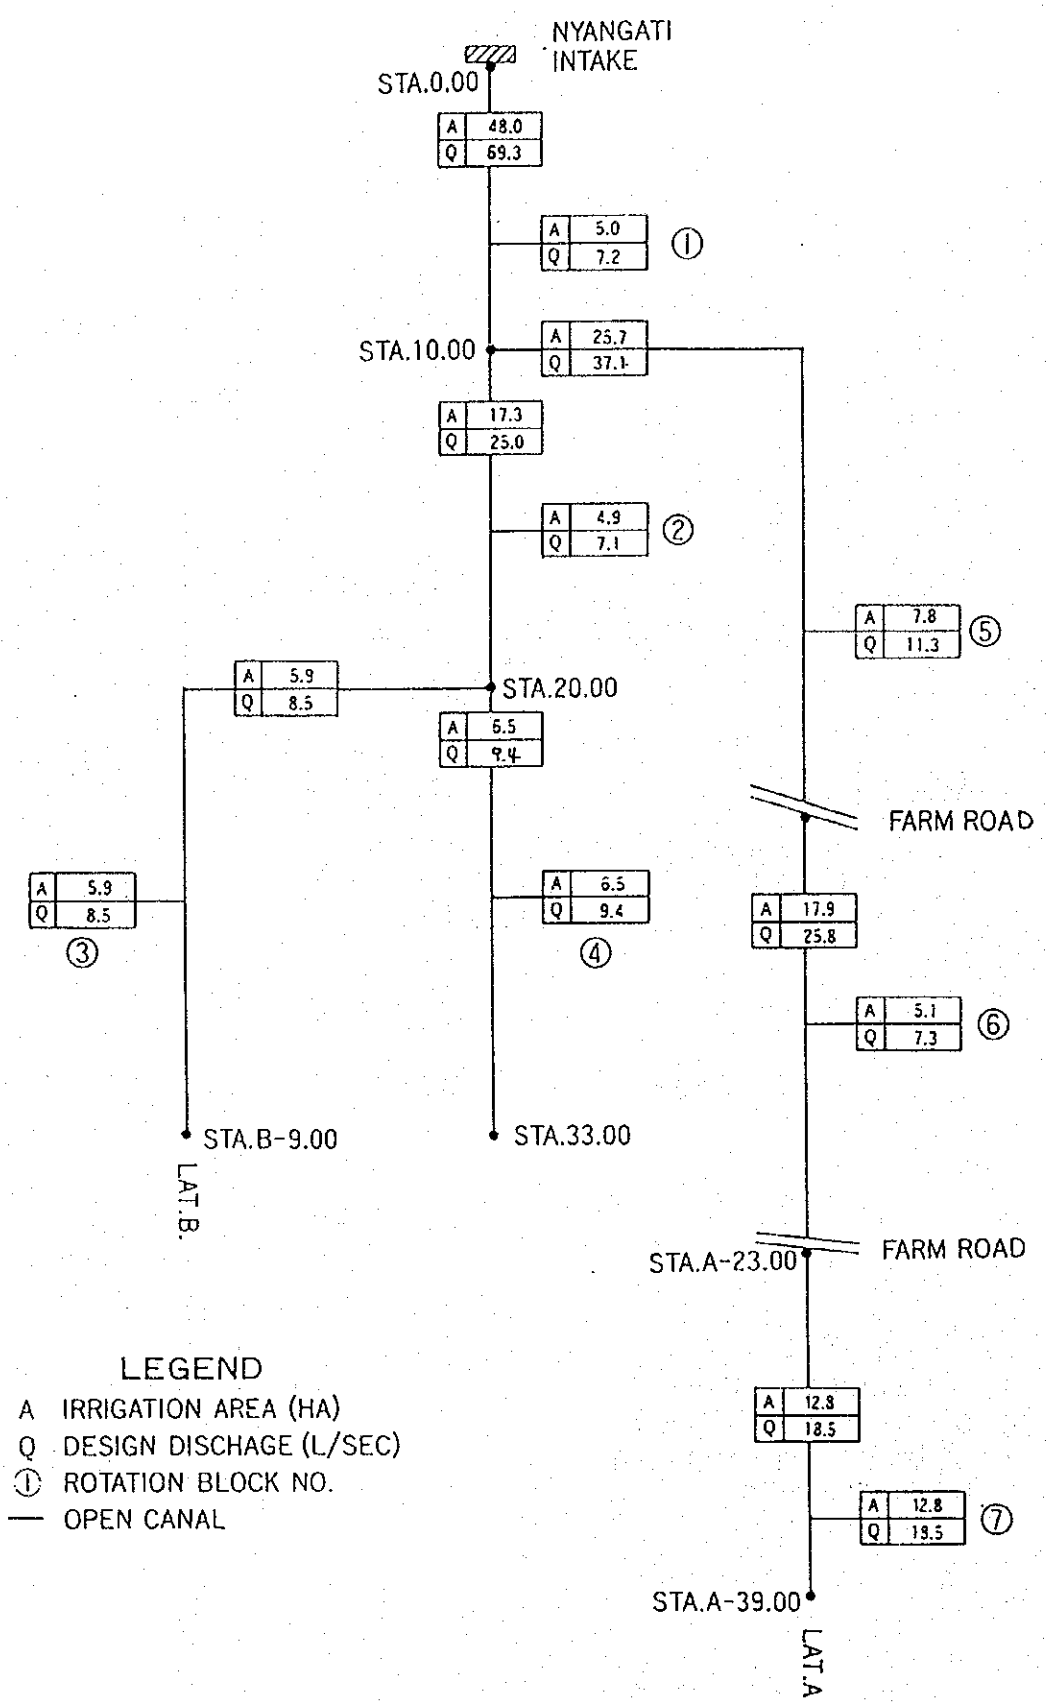 NYANGATI
INTAKE
STA.0.00
A 48.0
Q 69.3
A 5.0
Q 7.2
①
STA.10.00
A 25.7
Q 37.1
A 17.3
Q 25.0
A 4.9
Q 7.1
②
A 7.8
Q 11.3
⑤
A 5.9
Q 8.5
STA.20.00
A 6.5
Q 9.4
FARM ROAD
A 5.9
Q 8.5
③
A 6.5
Q 9.4
④
A 17.9
Q 25.8
A 5.1
Q 7.3
⑥
STA.B-9.00
LAT.B.
STA.33.00
FARM ROAD
STA.A-23.00
A 12.8
Q 18.5
A 12.8
Q 18.5
⑦
STA.A-39.00
LAT.A
LEGEND
A IRRIGATION AREA (HA)
Q DESIGN DISCHAGE (L/SEC)
① ROTATION BLOCK NO.
OPEN CANAL